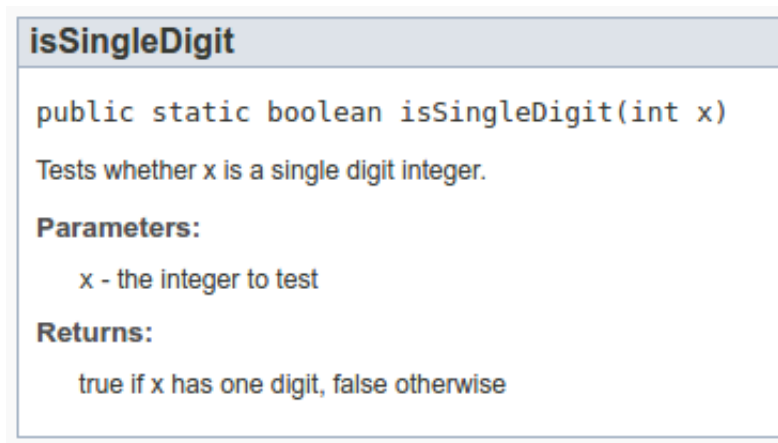 isSingleDigit
public static boolean isSingleDigit(int x)
Tests whether x is a single digit integer.
Parameters:
x - the integer to test
Returns:
true if x has one digit, false otherwise